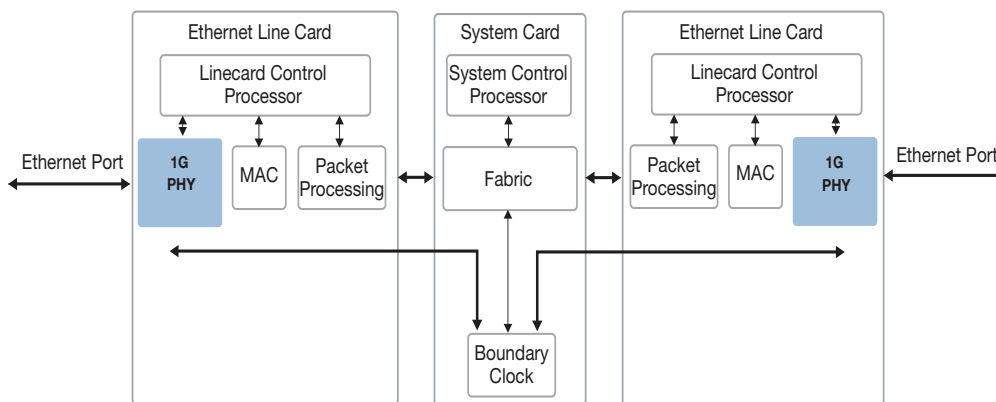 Ethernet Line Card
System Card
Ethernet Line Card
Linecard Control
Processor
System Control
Processor
Linecard Control
Processor
Ethernet Port
1G
PHY
MAC
Packet
Processing
Fabric
Packet
Processing
MAC
1G
PHY
Ethernet Port
Boundary
Clock